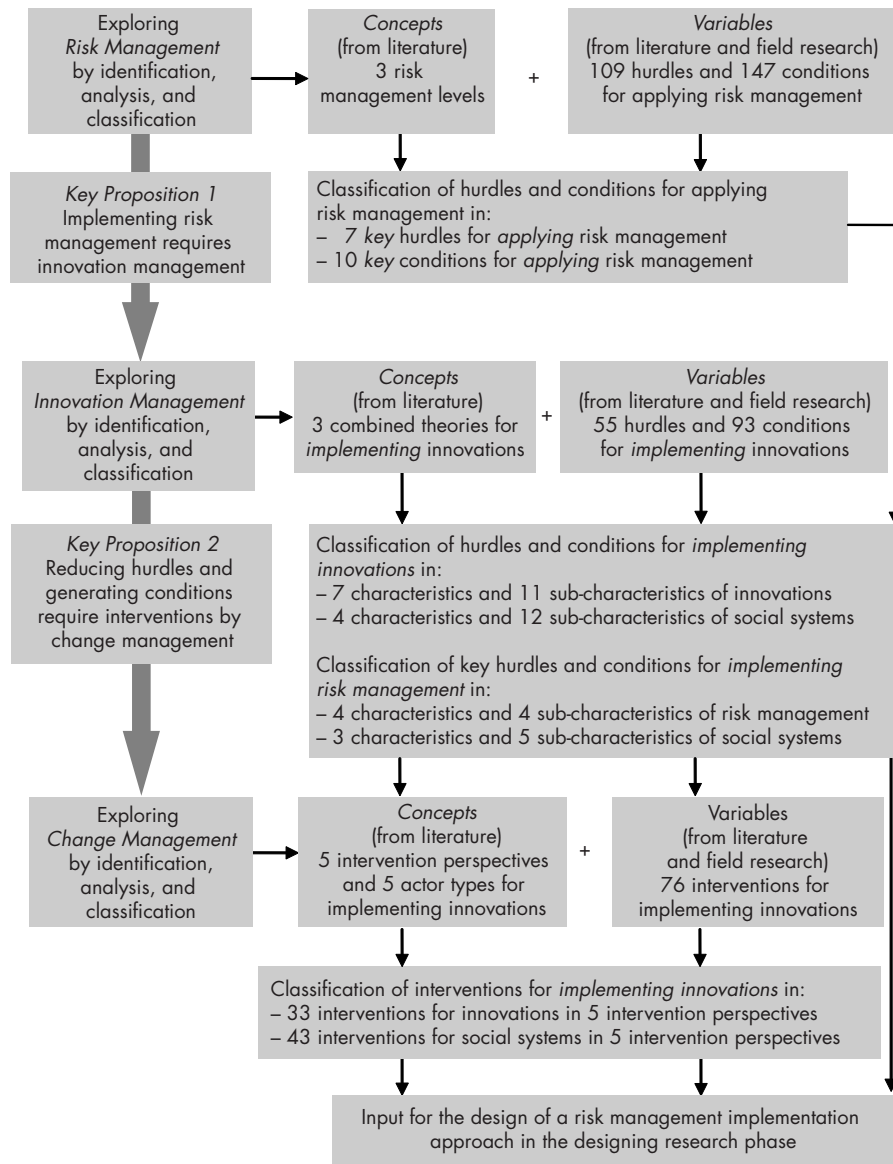 Exploring
Risk Management
by identification,
analysis, and
classification
Concepts
(from literature)
3 risk
management levels
+
Variables
(from literature and field research)
109 hurdles and 147 conditions
for applying risk management
Key Proposition 1
Implementing risk
management requires
innovation management
Classification of hurdles and conditions for applying
risk management in:
– 7 key hurdles for applying risk management
– 10 key conditions for applying risk management
Exploring
Innovation Management
by identification,
analysis, and
classification
Concepts
(from literature)
3 combined theories for
implementing innovations
+
Variables
(from literature and field research)
55 hurdles and 93 conditions
for implementing innovations
Key Proposition 2
Reducing hurdles and
generating conditions
require interventions by
change management
Classification of hurdles and conditions for implementing
innovations in:
– 7 characteristics and 11 sub-characteristics of innovations
– 4 characteristics and 12 sub-characteristics of social systems
Classification of key hurdles and conditions for implementing
risk management in:
– 4 characteristics and 4 sub-characteristics of risk management
– 3 characteristics and 5 sub-characteristics of social systems
Exploring
Change Management
by identification,
analysis, and
classification
Concepts
(from literature)
5 intervention perspectives
and 5 actor types for
implementing innovations
+
Variables
(from literature
and field research)
76 interventions for
implementing innovations
Classification of interventions for implementing innovations in:
– 33 interventions for innovations in 5 intervention perspectives
– 43 interventions for social systems in 5 intervention perspectives
Input for the design of a risk management implementation
approach in the designing research phase